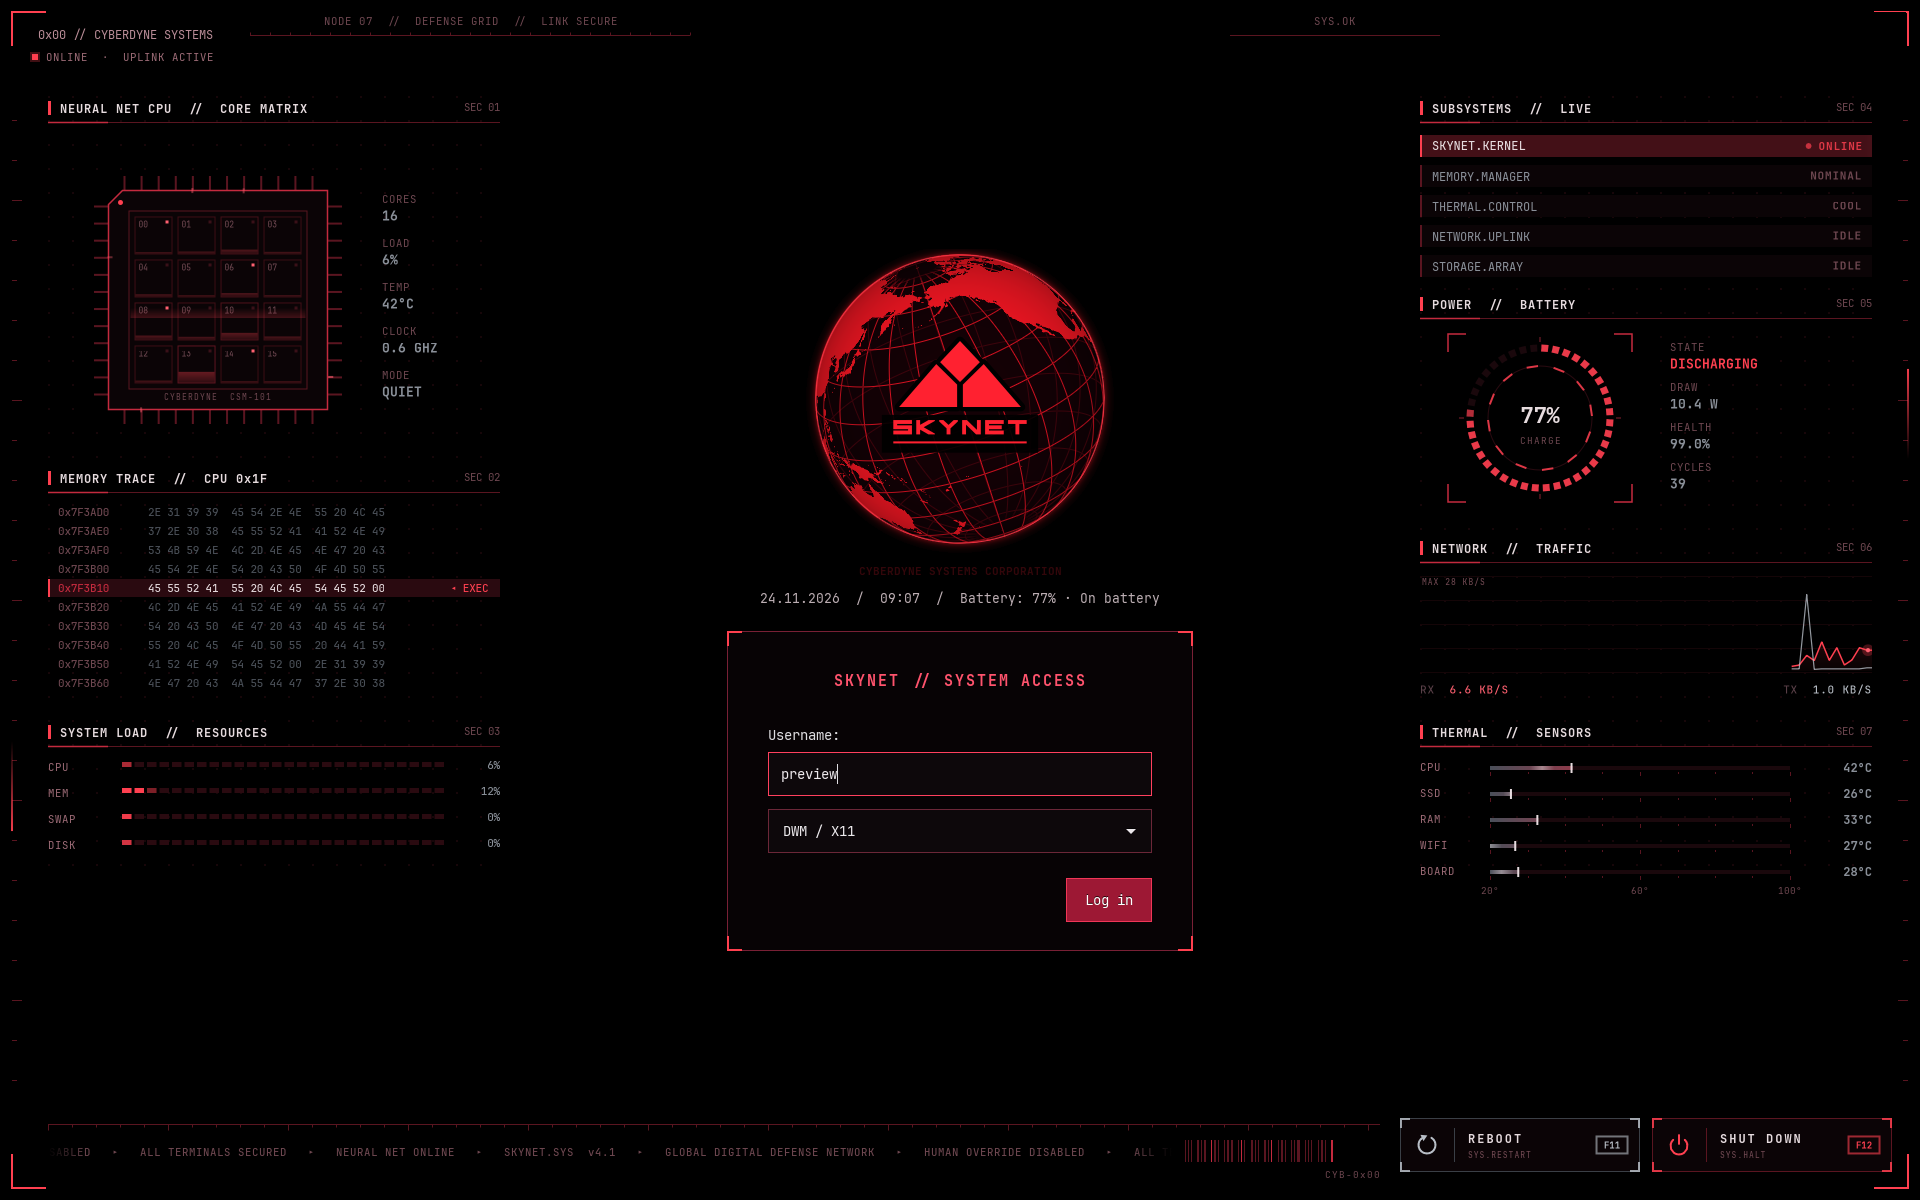 NODE 07 // DEFENSE GRID // LINK SECURE
SYS.OK
0x00 // CYBERDYNE SYSTEMS
ONLINE · UPLINK ACTIVE
NEURAL NET CPU // CORE MATRIX
SEC 01
00 01 02 03
04 05 06 07
08 09 10 11
12 13 14 15
CYBERDYNE CSM-101
CORES
16
LOAD
6%
TEMP
42°C
CLOCK
0.6 GHZ
MODE
QUIET
MEMORY TRACE // CPU 0x1F
SEC 02
0x7F3AD0 2E 31 39 39 45 54 2E 4E 55 20 4C 45
0x7F3AE0 37 2E 30 38 45 55 52 41 41 52 4E 49
0x7F3AF0 53 4B 59 4E 4C 2D 4E 45 4E 47 20 43
0x7F3B00 45 54 2E 4E 54 20 43 50 4F 4D 50 55
0x7F3B10 45 55 52 41 55 20 4C 45 54 45 52 00 EXEC
0x7F3B20 4C 2D 4E 45 41 52 4E 49 4A 55 44 47
0x7F3B30 54 20 43 50 4E 47 20 43 4D 45 4E 54
0x7F3B40 55 20 4C 45 4F 4D 50 55 20 44 41 59
0x7F3B50 41 52 4E 49 54 45 52 00 2E 31 39 39
0x7F3B60 4E 47 20 43 4A 55 44 47 37 2E 30 38
SYSTEM LOAD // RESOURCES
SEC 03
CPU 6%
MEM 12%
SWAP 0%
DISK 0%
SKYNET
CYBERDYNE SYSTEMS CORPORATION
24.11.2026 / 09:07 / Battery: 77% · On battery
SKYNET // SYSTEM ACCESS
Username:
preview
DWM / X11
Log in
SUBSYSTEMS // LIVE
SEC 04
SKYNET.KERNEL ONLINE
MEMORY.MANAGER NOMINAL
THERMAL.CONTROL COOL
NETWORK.UPLINK IDLE
STORAGE.ARRAY IDLE
POWER // BATTERY
SEC 05
77%
CHARGE
STATE
DISCHARGING
DRAW
10.4 W
HEALTH
99.0%
CYCLES
39
NETWORK // TRAFFIC
SEC 06
MAX 28 KB/S
RX 6.6 KB/S
TX 1.0 KB/S
THERMAL // SENSORS
SEC 07
CPU 42°C
SSD 26°C
RAM 33°C
WIFI 27°C
BOARD 28°C
20° 60° 100°
ABLED ALL TERMINALS SECURED NEURAL NET ONLINE SKYNET.SYS v4.1 GLOBAL DIGITAL DEFENSE NETWORK HUMAN OVERRIDE DISABLED ALL T
CYB-0x00
REBOOT
SYS.RESTART
F11
SHUT DOWN
SYS.HALT
F12